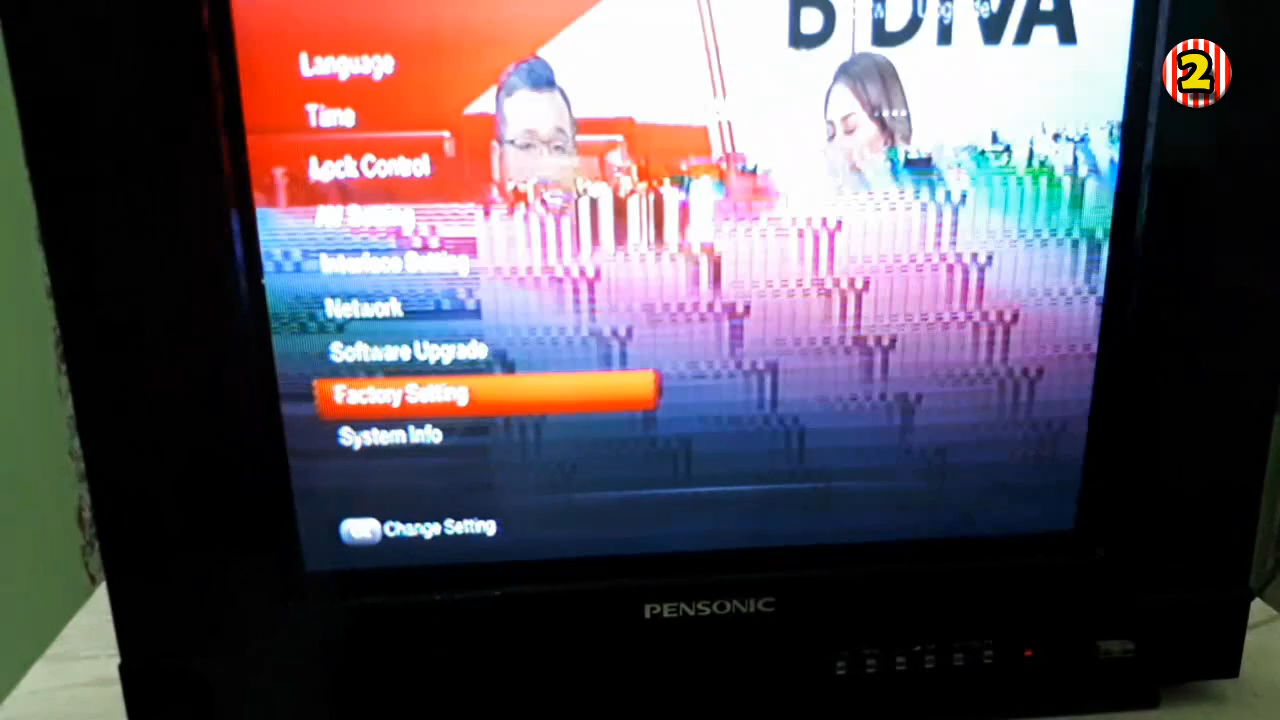 B DIVA
2
Language
Time
Lock Control
AV Setting
Interface Setting
Network
Software Upgrade
Factory Setting
System Info
Change Setting
PENSONIC